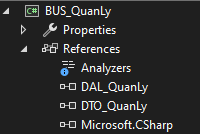 C# BUS_QuanLy
Properties
References
Analyzers
DAL_QuanLy
DTO_QuanLy
Microsoft.CSharp